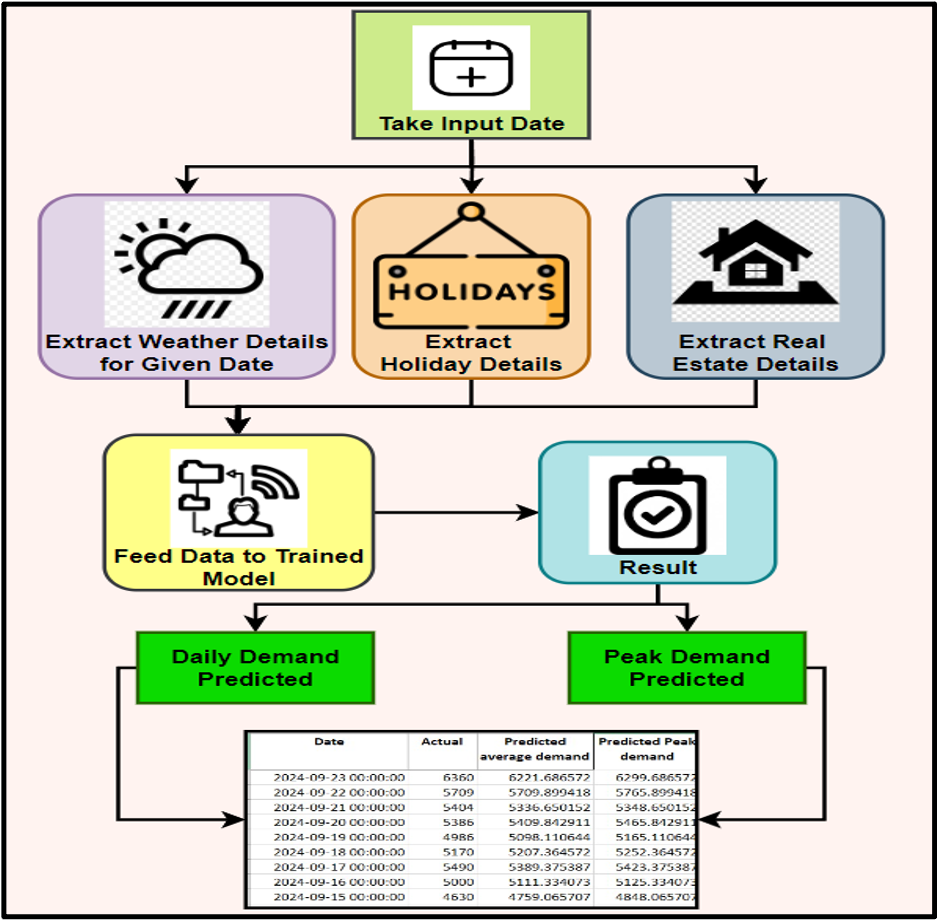 Take Input Date
HOLIDAYS
Extract Weather Details
for Given Date
Extract
Holiday Details
Extract Real
Estate Details
Feed Data to Trained
Model
Result
Daily Demand
Predicted
Peak Demand
Predicted
Date Actual Predicted average demand Predicted Peak demand
2024-09-23 00:00:00 6360 6221.686572 6299.686572
2024-09-22 00:00:00 5709 5709.899418 5765.899418
2024-09-21 00:00:00 5404 5336.650152 5348.650152
2024-09-20 00:00:00 5386 5409.842911 5465.842911
2024-09-19 00:00:00 4986 5098.110644 5165.110644
2024-09-18 00:00:00 5170 5207.364572 5252.364572
2024-09-17 00:00:00 5490 5389.375387 5423.375387
2024-09-16 00:00:00 5000 5111.334073 5125.334073
2024-09-15 00:00:00 4630 4759.065707 4848.065707